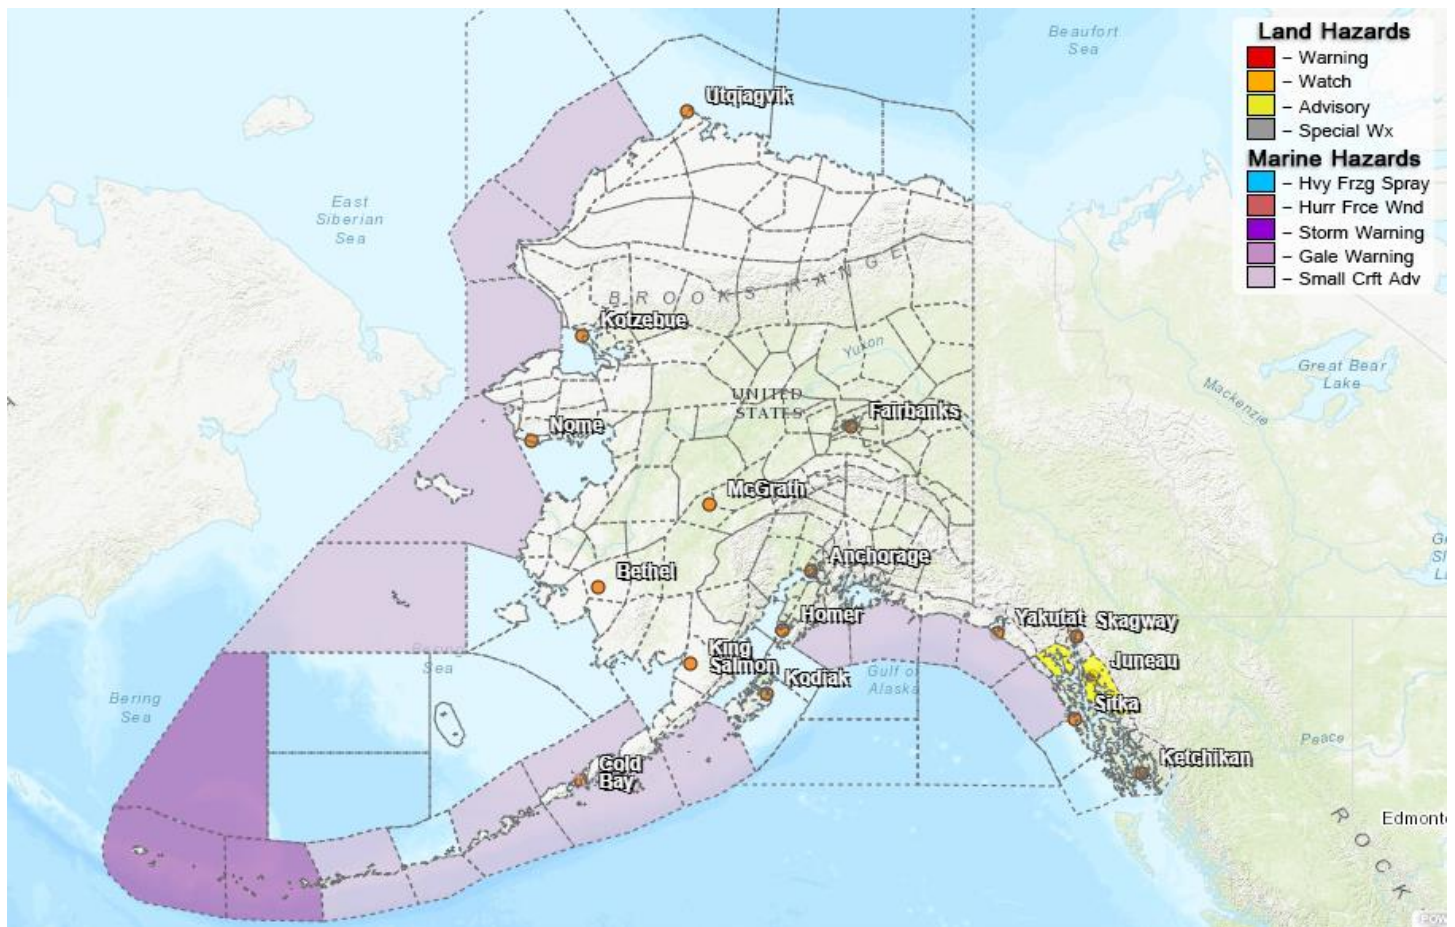 Land Hazards
– Warning
– Watch
– Advisory
– Special Wx
Marine Hazards
– Hvy Frzg Spray
– Hurr Frce Wnd
– Storm Warning
– Gale Warning
– Small Crft Adv
Beaufort
Sea
Utqiagvik
East
Siberian
Sea
BROOKS RANGE
Kotzebue
Yukon
Great Bear
Lake
Mackenzie
UNITED
STATES
Fairbanks
Nome
McGrath
Anchorage
Bethel
Homer
Yakutat
Skagway
King
Salmon
Juneau
Sea
Gulf of
Alaska
Kodiak
Bering
Sea
Sitka
Peace
Ketchikan
Cold
Bay
ROCK